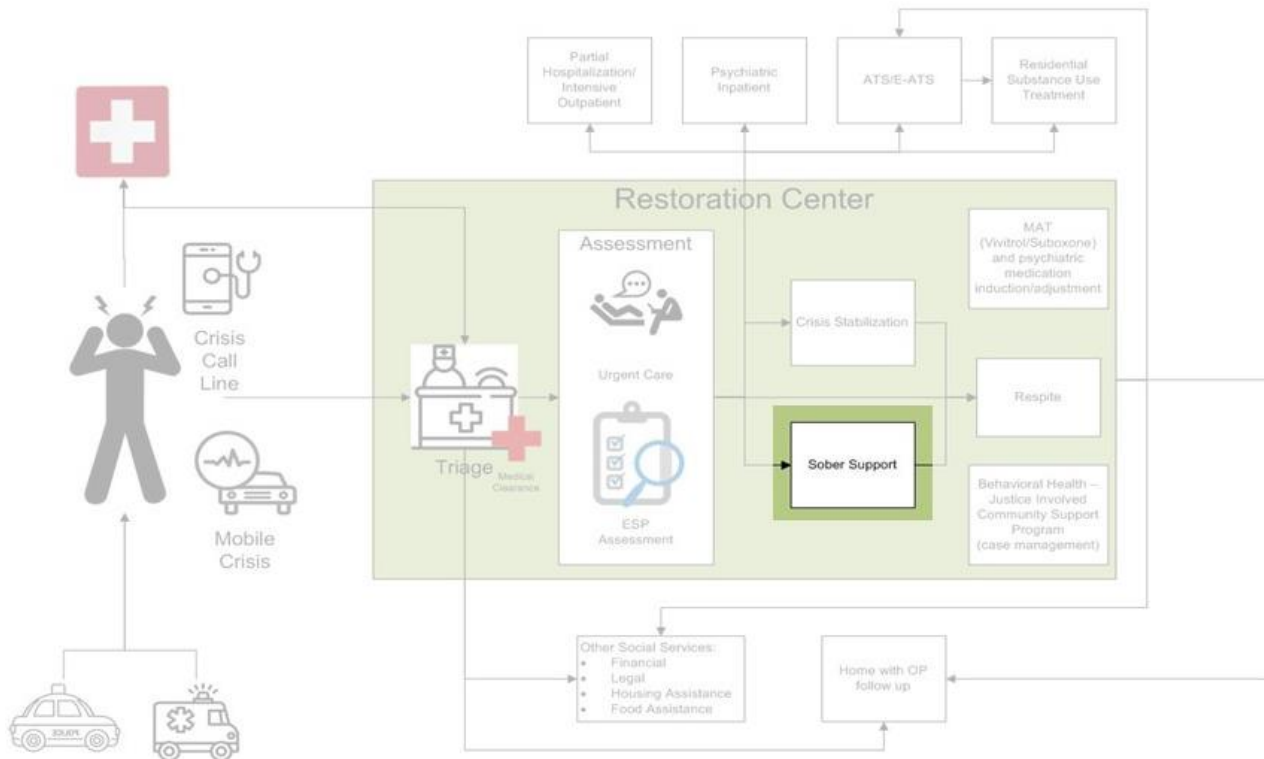 Partial
Hospitalization/
Intensive
Outpatient
Psychiatric
Inpatient
ATS/E-ATS
Residential
Substance Use
Treatment
Restoration Center
Crisis
Call
Line
Mobile
Crisis
Triage
Medical
Clearance
Assessment
Urgent Care
ESP
Assessment
Crisis Stabilization
Sober Support
MAT
(Vivitrol/Suboxone)
and psychiatric
medication
induction/adjustment
Respite
Behavioral Health –
Justice Involved
Community Support
Program
(case management)
Other Social Services:
• Financial
• Legal
• Housing Assistance
• Food Assistance
Home with OP
follow up
POLICE